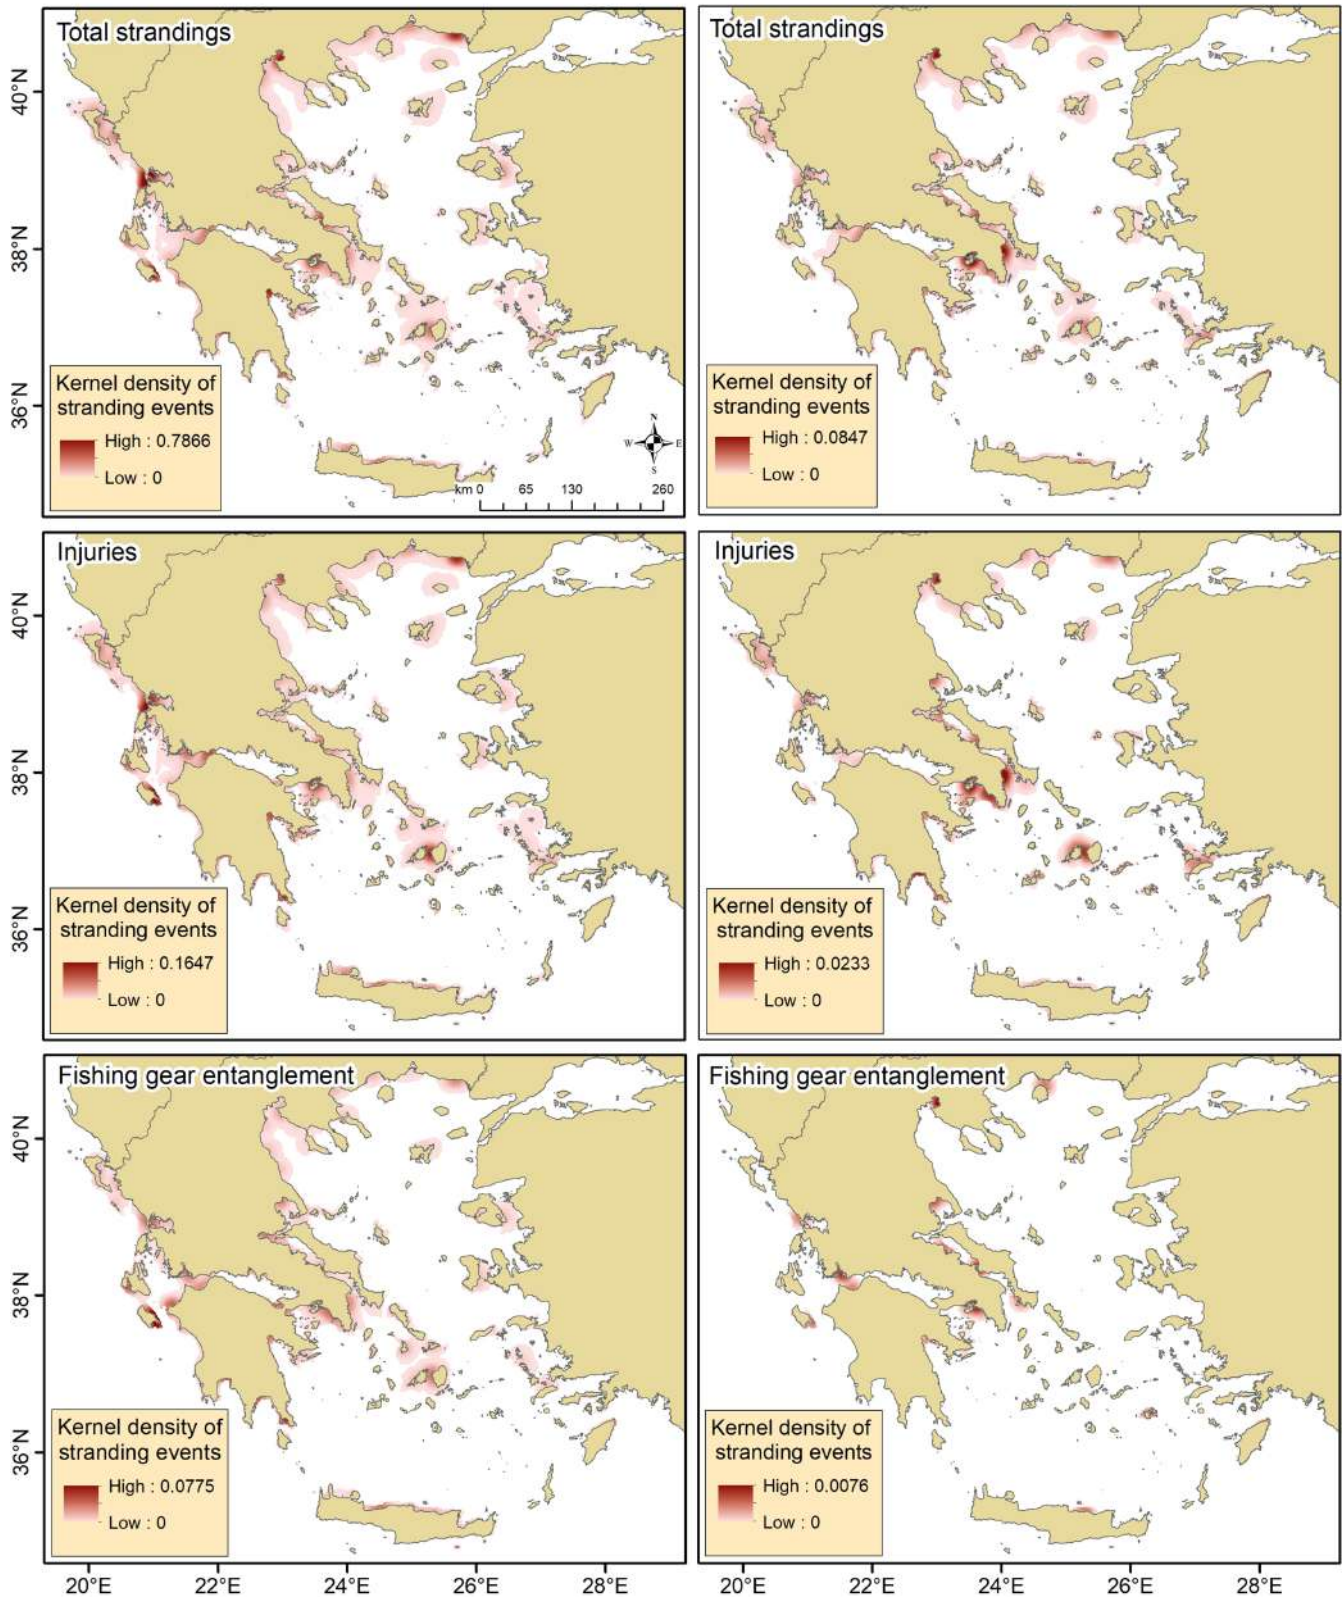 Total strandings
40°N
38°N
36°N
Kernel density of
stranding events
High : 0.7866
Low : 0
N
W
E
S
km 0 65 130 260
Total strandings
Kernel density of
stranding events
High : 0.0847
Low : 0
Injuries
40°N
38°N
36°N
Kernel density of
stranding events
High : 0.1647
Low : 0
Injuries
Kernel density of
stranding events
High : 0.0233
Low : 0
Fishing gear entanglement
40°N
38°N
36°N
Kernel density of
stranding events
High : 0.0775
Low : 0
20°E 22°E 24°E 26°E 28°E
Fishing gear entanglement
Kernel density of
stranding events
High : 0.0076
Low : 0
20°E 22°E 24°E 26°E 28°E